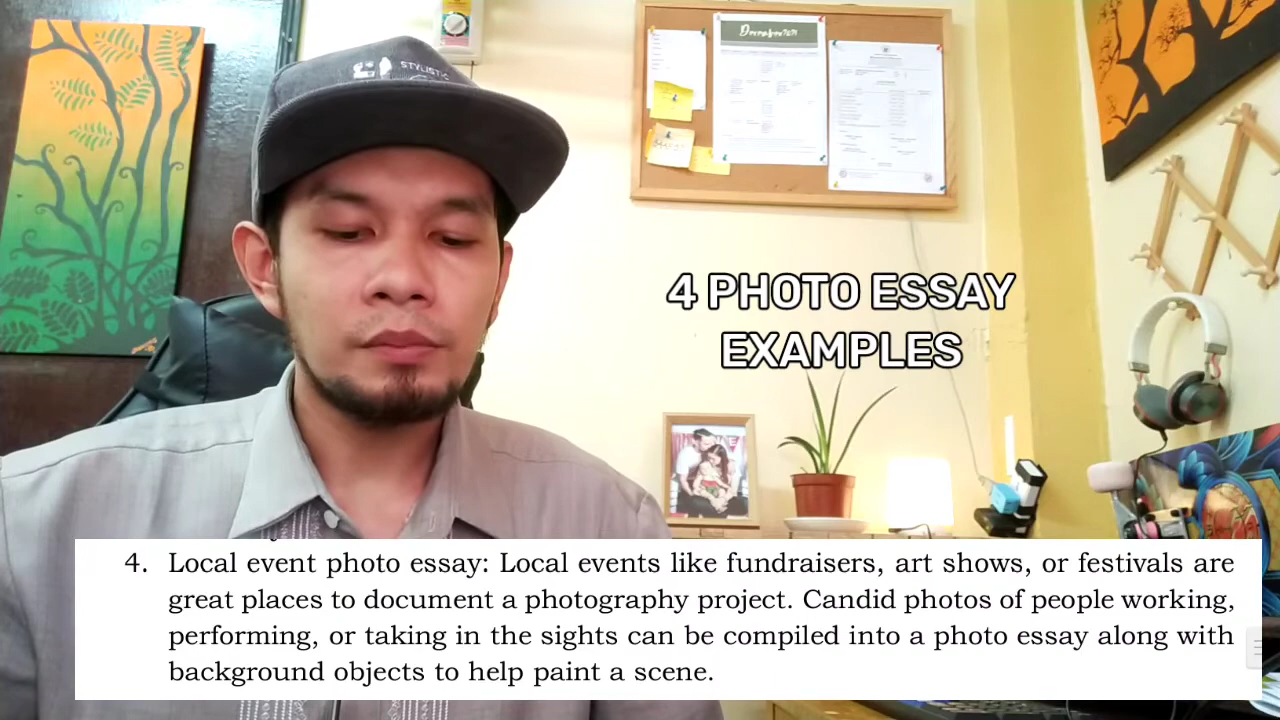 STYLISTIC
4 PHOTO ESSAY
EXAMPLES
4. Local event photo essay: Local events like fundraisers, art shows, or festivals are
great places to document a photography project. Candid photos of people working,
performing, or taking in the sights can be compiled into a photo essay along with
background objects to help paint a scene.